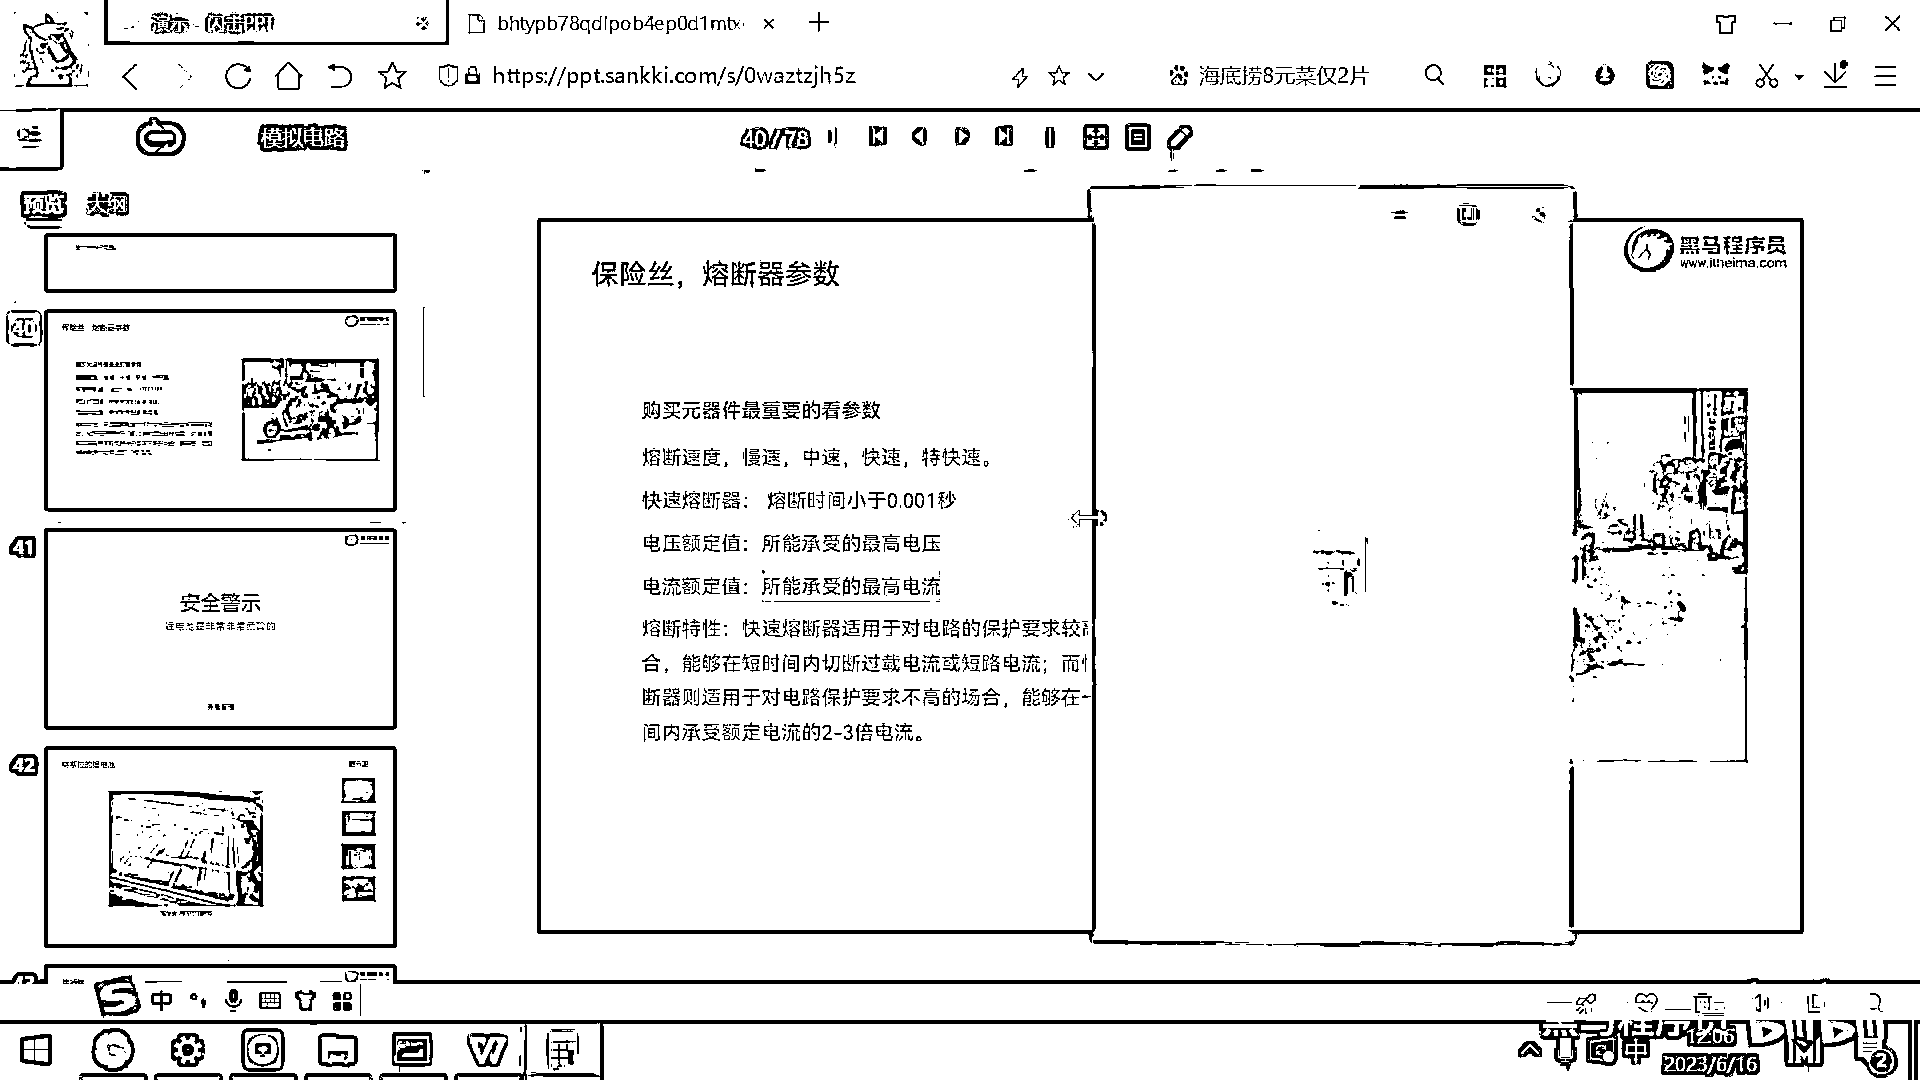 演示 - 闪击PPT
bhtypb78qdlpob4ep0d1mtx
https://ppt.sankki.com/s/0waztzjh5z
海底捞8元菜仅2片
模拟电路
40/78
预览 大纲
保险丝，熔断器参数
黑马程序员
www.itheima.com
购买元器件最重要的看参数
熔断速度，慢速，中速，快速，特快速。
快速熔断器： 熔断时间小于0.001秒
电压额定值：所能承受的最高电压
电流额定值：所能承受的最高电流
熔断特性：快速熔断器适用于对电路的保护要求较
合，能够在短时间内切断过载电流或短路电流；而
断器则适用于对电路保护要求不高的场合，能够在
间内承受额定电流的2-3倍电流。
40
保险丝，熔断器参数
41
安全警示
42
中
中
12:06
2023/6/16
2